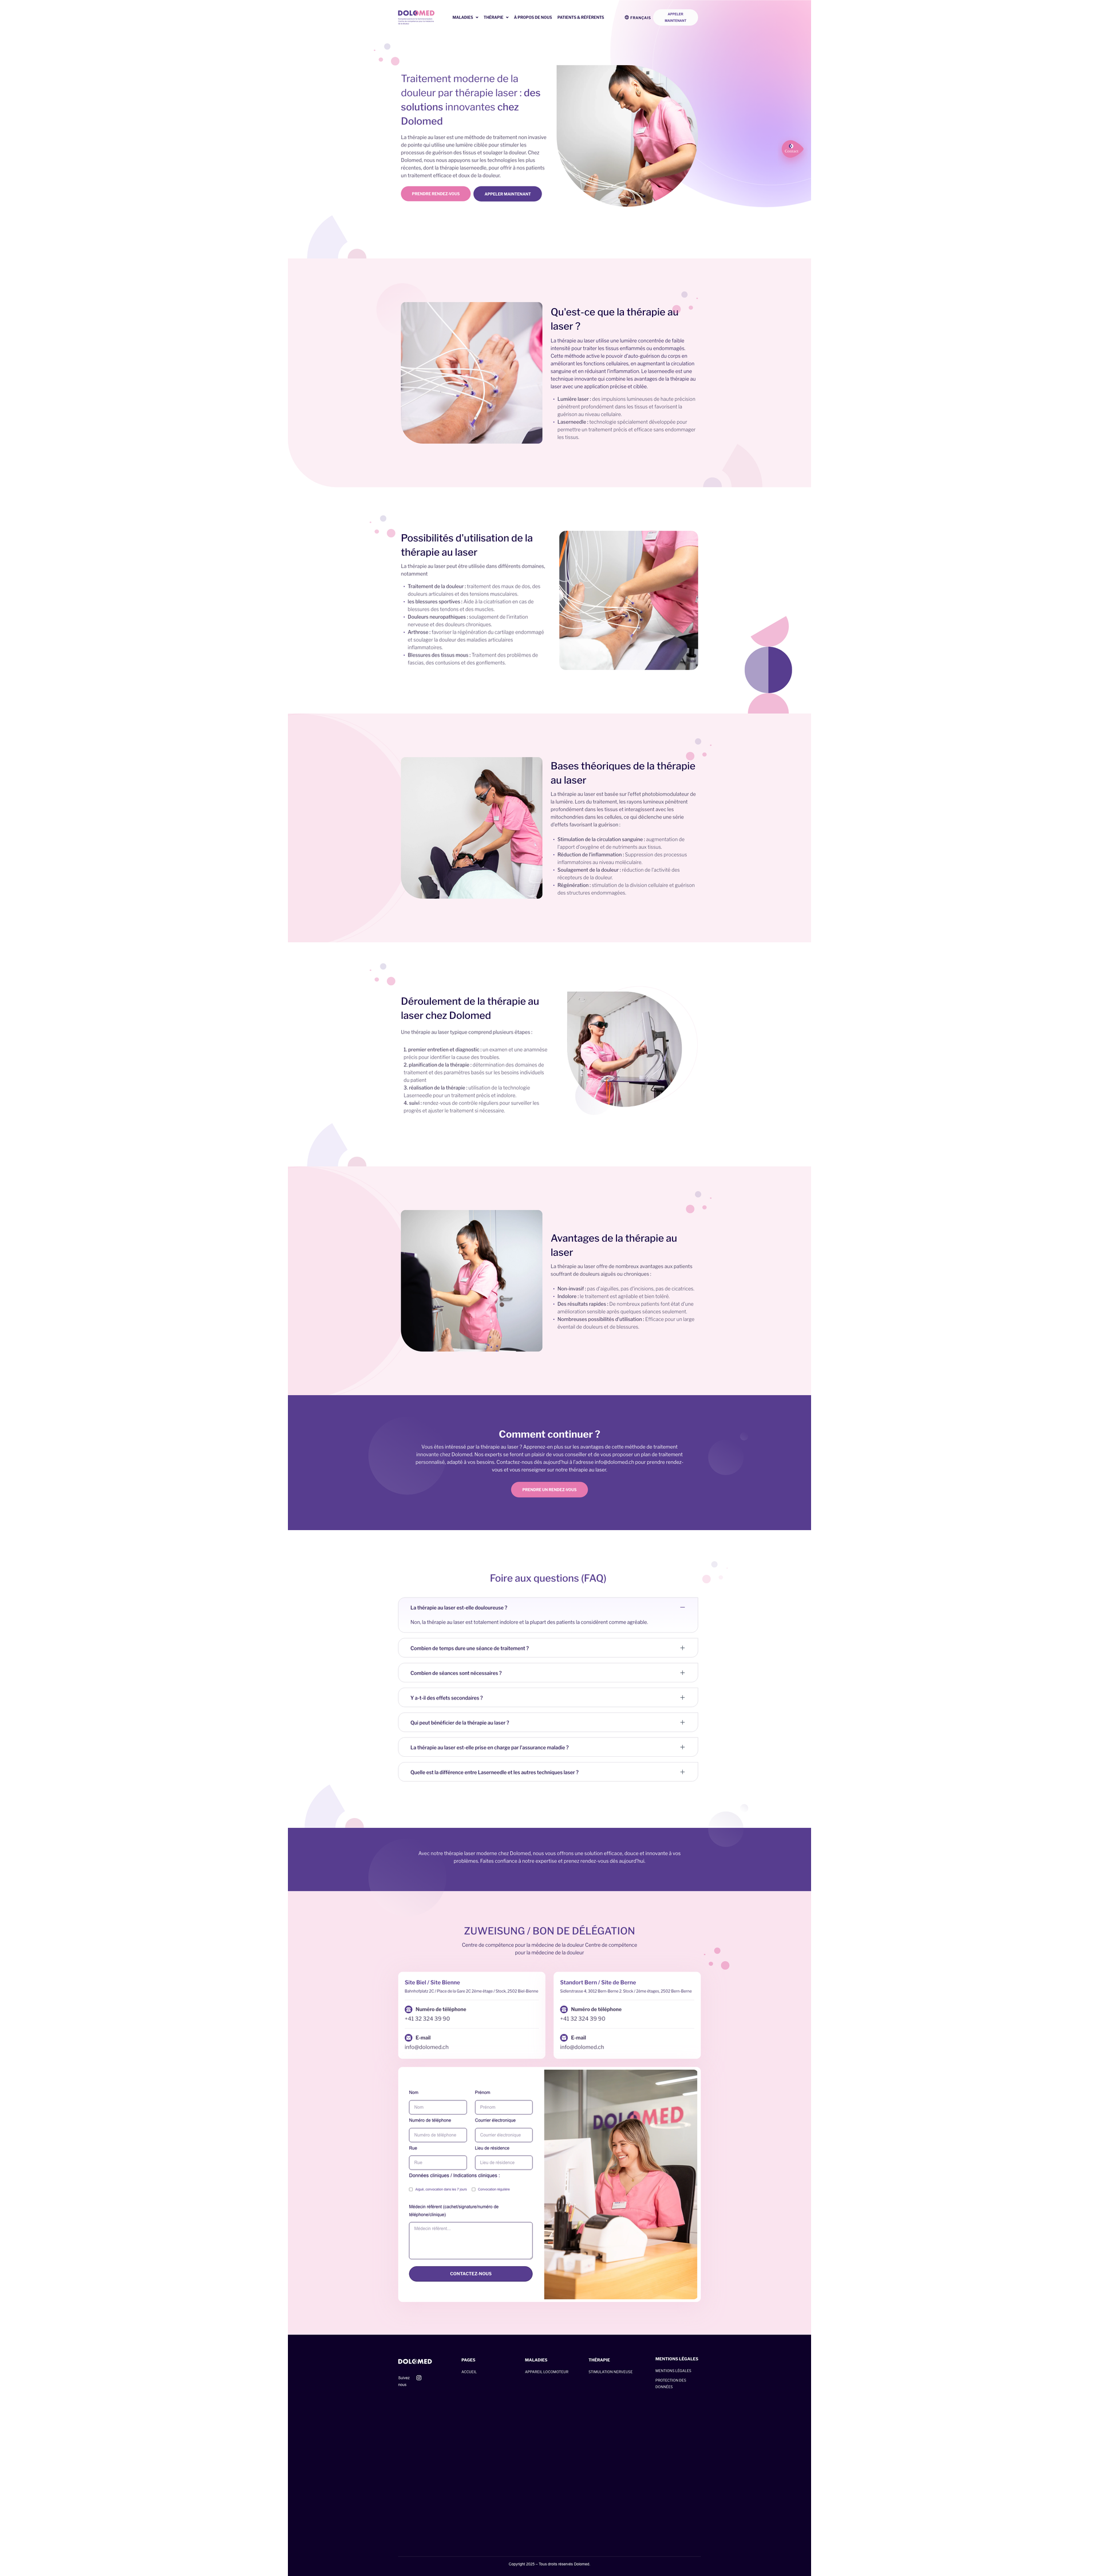 DOLOMED
MALADIES
THÉRAPIE
À PROPOS DE NOUS
PATIENTS & RÉFÉRENTS
FRANÇAIS
APPELER
MAINTENANT
Traitement moderne de la
douleur par thérapie laser : des
solutions innovantes chez
Dolomed
La thérapie au laser est une méthode de traitement non invasive
de pointe qui utilise une lumière ciblée pour stimuler les
processus de guérison des tissus et soulager la douleur. Chez
Dolomed, nous nous appuyons sur les technologies les plus
récentes, dont la thérapie laserneedle, pour offrir à nos patients
un traitement efficace et doux de la douleur.
PRENDRE RENDEZ-VOUS
APPELER MAINTENANT
Qu'est-ce que la thérapie au
laser ?
La thérapie au laser utilise une lumière concentrée de faible
intensité pour traiter les tissus enflammés ou endommagés.
Cette méthode active le pouvoir d'auto-guérison du corps en
améliorant les fonctions cellulaires, en augmentant la circulation
sanguine et en réduisant l'inflammation. Le laserneedle est une
technique innovante qui combine les avantages de la thérapie au
laser avec une application précise et ciblée.
• Lumière laser : des impulsions lumineuses de haute précision
pénètrent profondément dans les tissus et favorisent la
guérison au niveau cellulaire.
• Laserneedle : technologie spécialement développée pour
permettre un traitement précis et efficace sans endommager
les tissus.
Possibilités d'utilisation de la
thérapie au laser
La thérapie au laser peut être utilisée dans différents domaines,
notamment
• Traitement de la douleur : traitement des maux de dos, des
douleurs articulaires et des tensions musculaires.
• les blessures sportives : Aide à la cicatrisation en cas de
blessures des tendons et des muscles.
• Douleurs neuropathiques : soulagement de l'irritation
nerveuse et des douleurs chroniques.
• Arthrose : favoriser la régénération du cartilage endommagé
et soulager la douleur des maladies articulaires
inflammatoires.
• Blessures des tissus mous : Traitement des problèmes de
fascias, des contusions et des gonflements.
Bases théoriques de la thérapie
au laser
La thérapie au laser est basée sur l'effet photobiomodulateur de
la lumière. Lors du traitement, les rayons lumineux pénètrent
profondément dans les tissus et interagissent avec les
mitochondries dans les cellules, ce qui déclenche une série
d'effets favorisant la guérison :
• Stimulation de la circulation sanguine : augmentation de
l'apport d'oxygène et de nutriments aux tissus.
• Réduction de l'inflammation : Suppression des processus
inflammatoires au niveau moléculaire.
• Soulagement de la douleur : réduction de l'activité des
récepteurs de la douleur.
• Régénération : stimulation de la division cellulaire et guérison
des structures endommagées.
Déroulement de la thérapie au
laser chez Dolomed
Une thérapie au laser typique comprend plusieurs étapes :
1. premier entretien et diagnostic : un examen et une anamnèse
précis pour identifier la cause des troubles.
2. planification de la thérapie : détermination des domaines de
traitement et des paramètres basés sur les besoins individuels
du patient
3. réalisation de la thérapie : utilisation de la technologie
Laserneedle pour un traitement précis et indolore.
4. suivi : rendez-vous de contrôle réguliers pour surveiller les
progrès et ajuster le traitement si nécessaire.
Avantages de la thérapie au
laser
La thérapie au laser offre de nombreux avantages aux patients
souffrant de douleurs aiguës ou chroniques :
• Non-invasif : pas d'aiguilles, pas d'incisions, pas de cicatrices.
• Indolore : le traitement est agréable et bien toléré.
• Des résultats rapides : De nombreux patients font état d'une
amélioration sensible après quelques séances seulement.
• Nombreuses possibilités d'utilisation : Efficace pour un large
éventail de douleurs et de blessures.
Comment continuer ?
Vous êtes intéressé par la thérapie au laser ? Apprenez-en plus sur les avantages de cette méthode de traitement
innovante chez Dolomed. Nos experts se feront un plaisir de vous conseiller et de vous proposer un plan de traitement
personnalisé, adapté à vos besoins. Contactez-nous dès aujourd'hui à l'adresse info@dolomed.ch pour prendre rendez-
vous et vous renseigner sur notre thérapie au laser.
PRENDRE UN RENDEZ-VOUS
Foire aux questions (FAQ)
La thérapie au laser est-elle douloureuse ?
Non, la thérapie au laser est totalement indolore et la plupart des patients la considèrent comme agréable.
Combien de temps dure une séance de traitement ?
Combien de séances sont nécessaires ?
Y a-t-il des effets secondaires ?
Qui peut bénéficier de la thérapie au laser ?
La thérapie au laser est-elle prise en charge par l'assurance maladie ?
Quelle est la différence entre Laserneedle et les autres techniques laser ?
Avec notre thérapie laser moderne chez Dolomed, nous vous offrons une solution efficace, douce et innovante à vos
problèmes. Faites confiance à notre expertise et prenez rendez-vous dès aujourd'hui.
ZUWEISUNG / BON DE DÉLÉGATION
Centre de compétence pour la médecine de la douleur Centre de compétence
pour la médecine de la douleur
Site Biel / Site Bienne
Bahnhofplatz 2C / Place de la Gare 2C 2ème étage / Stock, 2502 Biel-Bienne
Numéro de téléphone
+41 32 324 39 90
E-mail
info@dolomed.ch
Standort Bern / Site de Berne
Seilerstrasse 4, 3012 Bern-Berne 2. Stock / 2ème étages, 2502 Bern-Berne
Numéro de téléphone
+41 32 324 39 90
E-mail
info@dolomed.ch
Nom
Prénom
Nom
Prénom
Numéro de téléphone
Courrier électronique
Numéro de téléphone
Courrier électronique
Rue
Lieu de résidence
Rue
Lieu de résidence
Données cliniques / Indications cliniques :
Aiguë, convocation dans les 7 jours
Convocation régulière
Médecin référent (cachet/signature/numéro de
téléphone/clinique)
Médecin référent...
CONTACTEZ-NOUS
DOLOMED
DOLOMED
Suivez
nous
PAGES
ACCUEIL
MALADIES
APPAREIL LOCOMOTEUR
THÉRAPIE
STIMULATION NERVEUSE
MENTIONS LÉGALES
MENTIONS LÉGALES
PROTECTION DES
DONNÉES
Copyright 2025 – Tous droits réservés Dolomed.